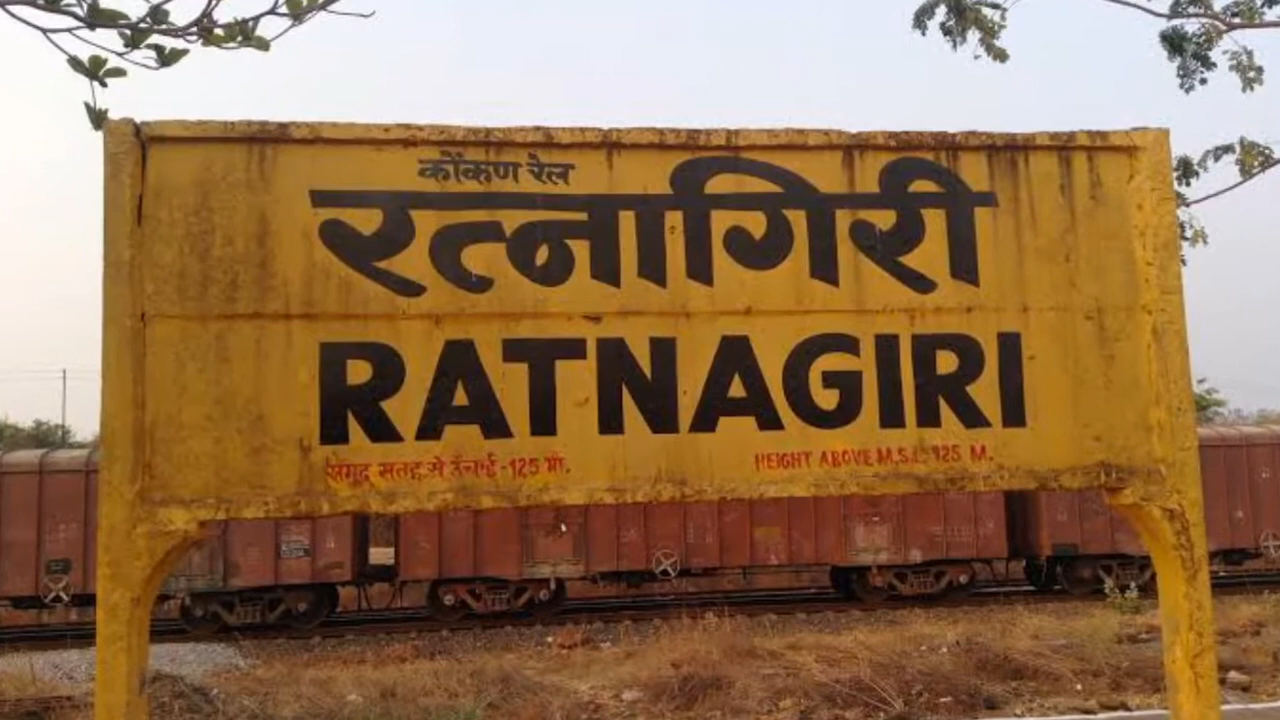 कोंकण रेल
रत्नागिरी
RATNAGIRI
समुद्र सतह से ऊँचाई - 125 मी.
HEIGHT ABOVE M.S.L. 125 M.